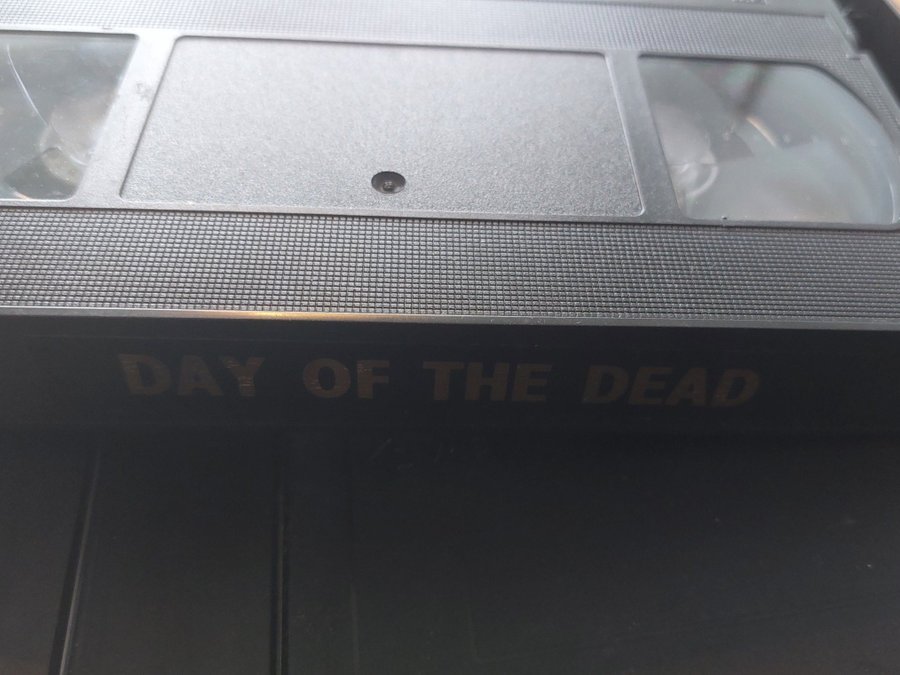 DAY OF THE DEAD